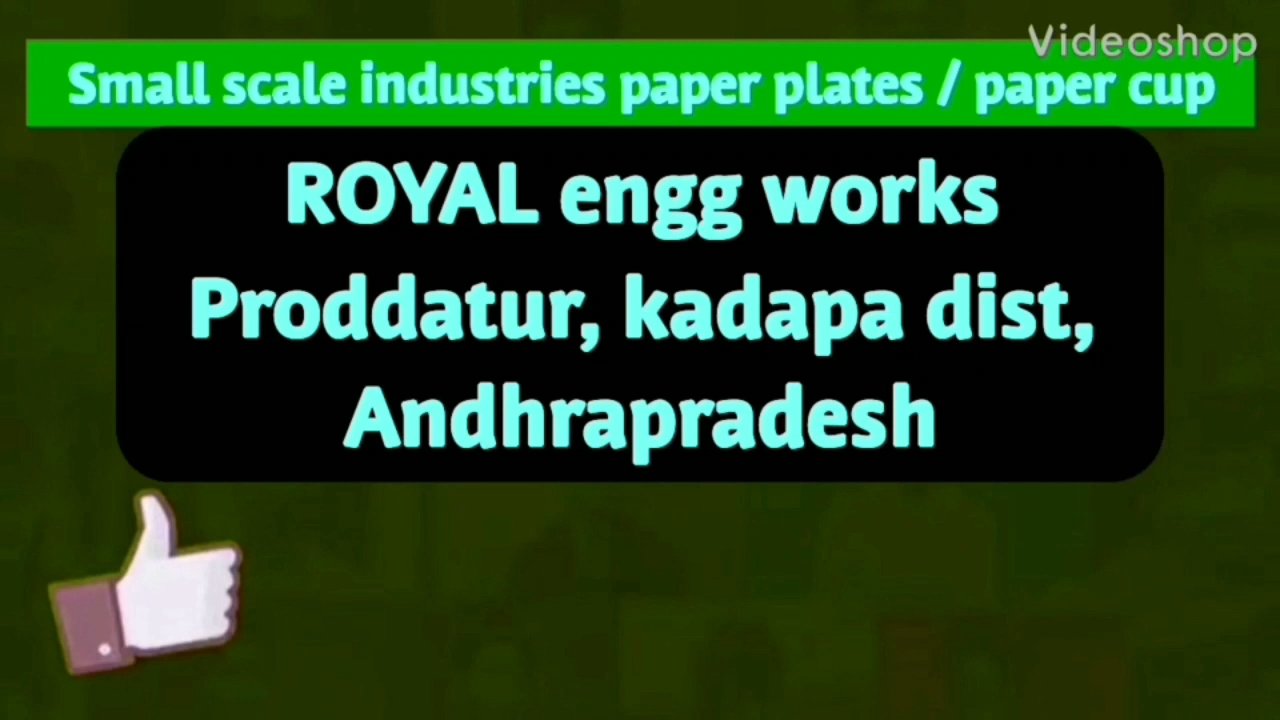 Videoshop
Small scale industries paper plates / paper cup
ROYAL engg works
Proddatur, kadapa dist,
Andhrapradesh